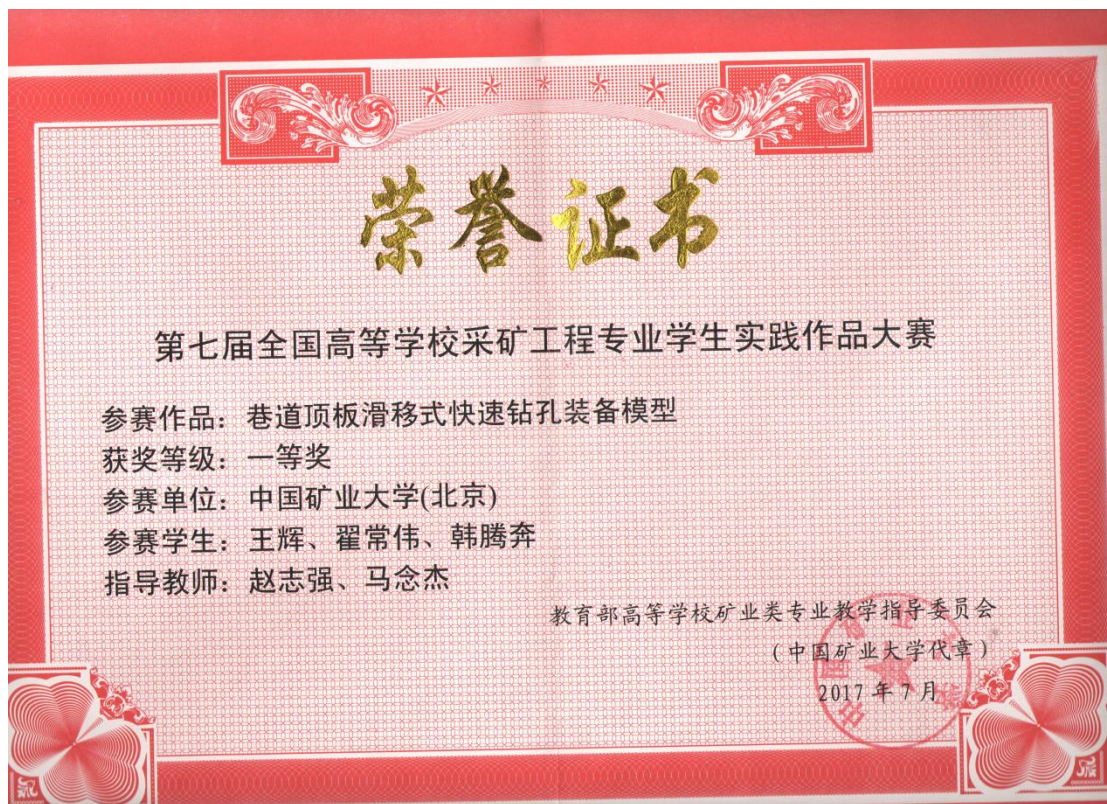 荣誉证书
第七届全国高等学校采矿工程专业学生实践作品大赛
参赛作品：巷道顶板滑移式快速钻孔装备模型
获奖等级：一等奖
参赛单位：中国矿业大学(北京)
参赛学生：王辉、翟常伟、韩腾奔
指导教师：赵志强、马念杰
教育部高等学校矿业类专业教学指导委员会
（中国矿业大学代章）
2017年7月